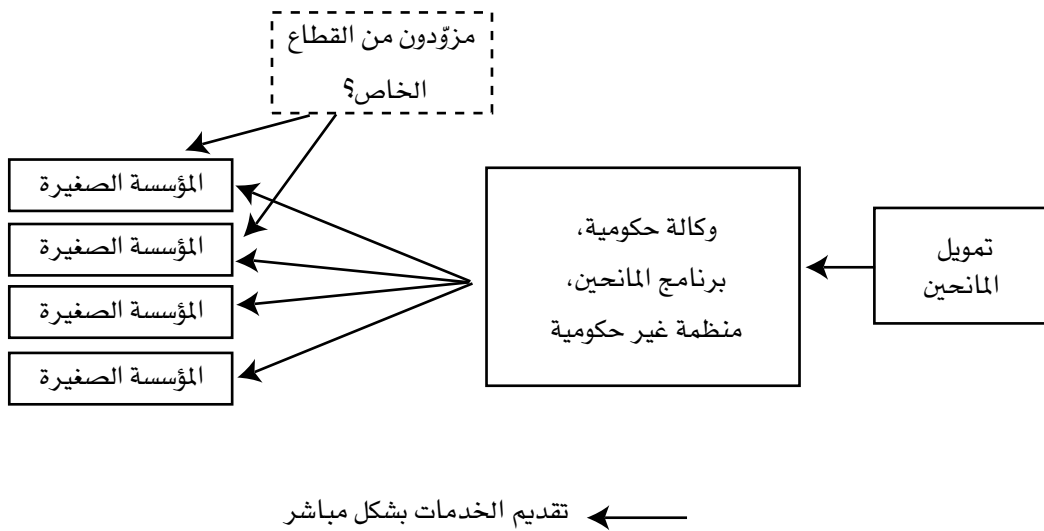 مزوّدون من القطاع
الخاص؟
تمويل
المانحين
وكالة حكومية،
برنامج المانحين،
منظمة غير حكومية
المؤسسة الصغيرة
المؤسسة الصغيرة
المؤسسة الصغيرة
المؤسسة الصغيرة
تقديم الخدمات بشكل مباشر